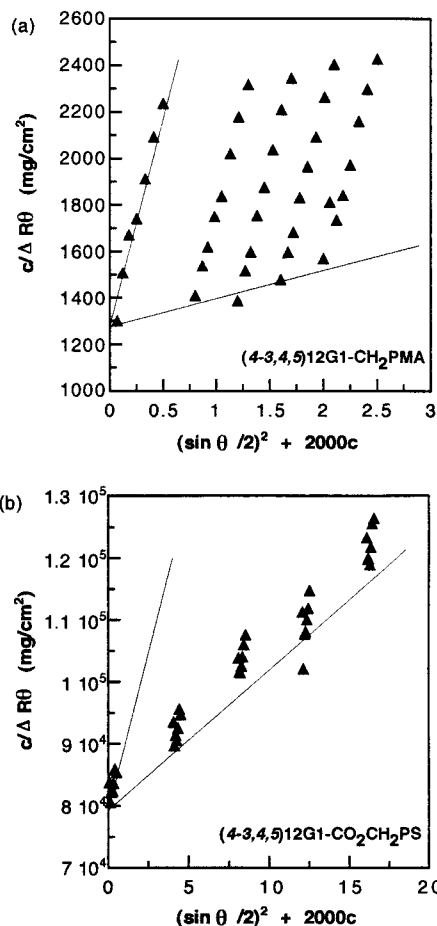 (a)
2600
2400
2200
2000
1800
1600
1400
1200
1000
c/Δ Rθ (mg/cm²)
(4-3,4,5)12G1-CH₂PMA
0 0.5 1 1.5 2 2.5 3
(sin θ /2)² + 2000c
(b)
1.3 10⁵
1.2 10⁵
1.1 10⁵
1 10⁵
9 10⁴
8 10⁴
7 10⁴
c/Δ Rθ (mg/cm²)
(4-3,4,5)12G1-CO₂CH₂PS
0 5 10 15 20
(sin θ /2)² + 2000c